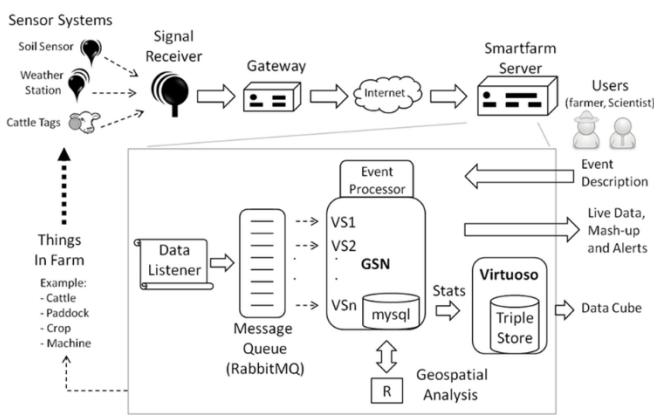 Sensor Systems
Soil Sensor
Weather
Station
Cattle Tags
Signal
Receiver
Gateway
Internet
Smartfarm
Server
Users
(farmer, Scientist)
Event
Description
Live Data,
Mash-up
and Alerts
Data Cube
Things
In Farm
Example:
- Cattle
- Paddock
- Crop
- Machine
Data
Listener
Message
Queue
(RabbitMQ)
VS1
VS2
VSn
Event
Processor
GSN
mysql
Stats
Virtuoso
Triple
Store
R
Geospatial
Analysis